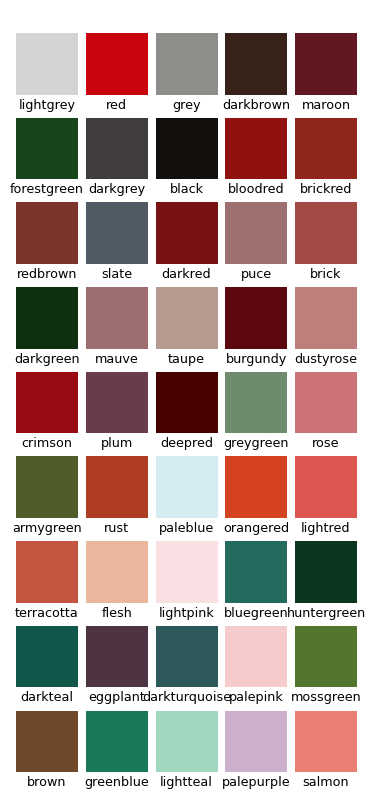 lightgrey red grey darkbrown maroon
forestgreen darkgrey black bloodred brickred
redbrown slate darkred puce brick
darkgreen mauve taupe burgundy dustyrose
crimson plum deepred greygreen rose
armygreen rust paleblue orangered lightred
terracotta flesh lightpink bluegreen huntergreen
darkteal eggplant darkturquoise palepink mossgreen
brown greenblue lightteal palepurple salmon